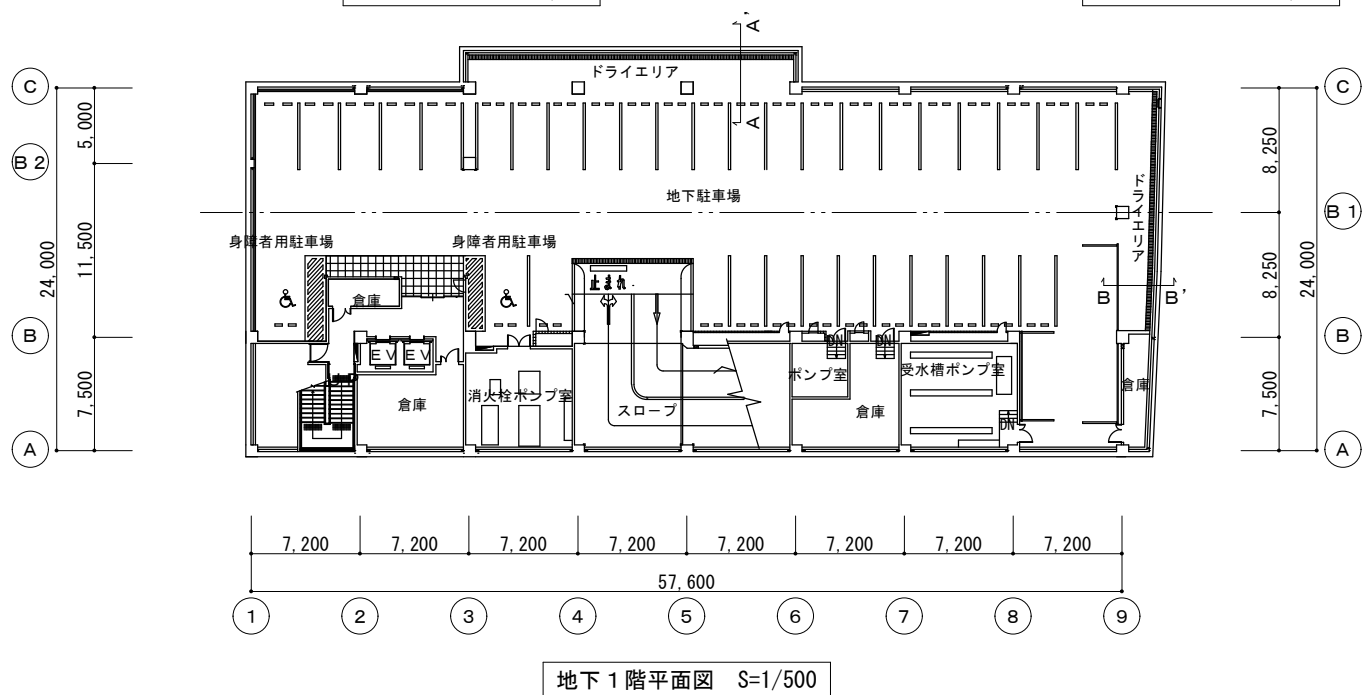 A'
ドライエリア
A
C
C
5,000
8,250
B2
地下駐車場
ドライエリア
B1
24,000
11,500
24,000
身障者用駐車場
身障者用駐車場
8,250
止まれ
B
B'
倉庫
B
DN
DN
B
EV
EV
ポンプ室
受水槽ポンプ室
倉庫
7,500
消火栓ポンプ室
7,500
倉庫
スロープ
倉庫
DN
A
A
7,200
7,200
7,200
7,200
7,200
7,200
7,200
7,200
57,600
1
2
3
4
5
6
7
8
9
地下1階平面図 S=1/500